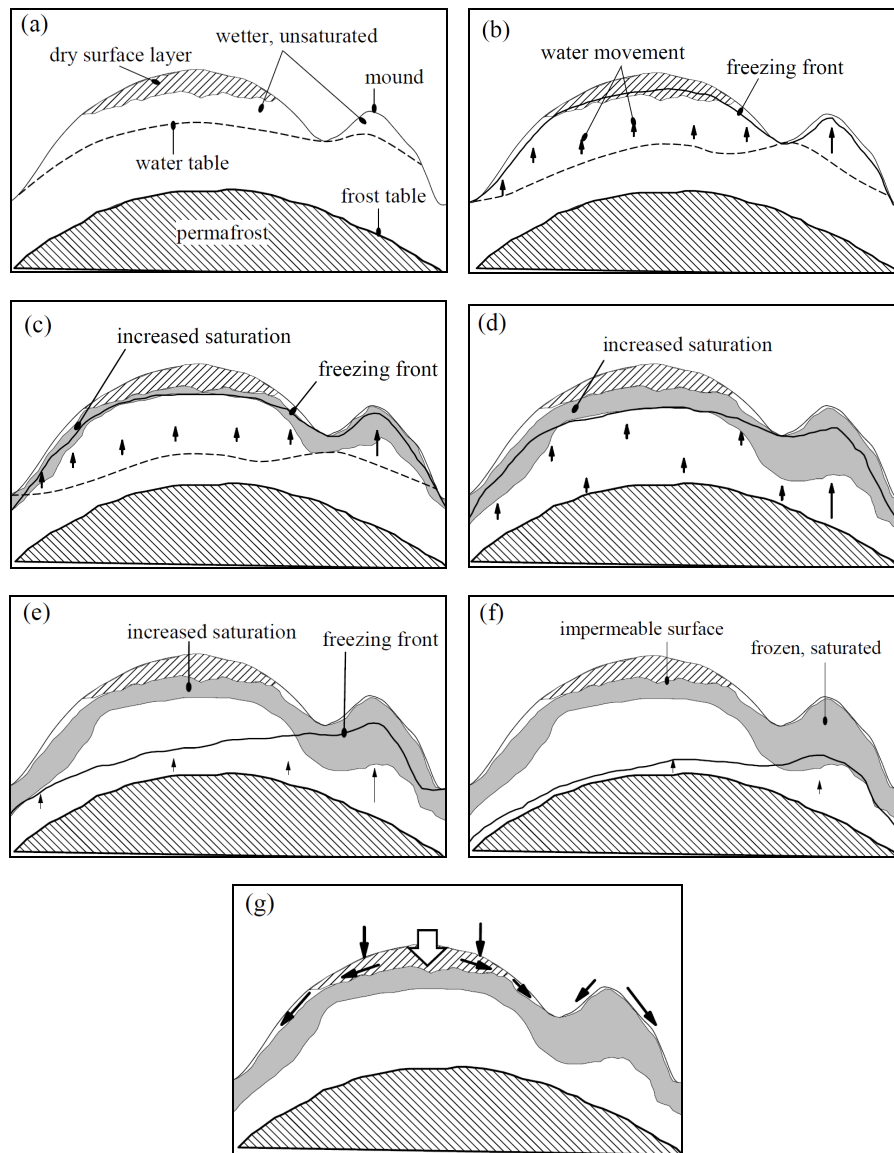 (a)
wetter, unsaturated
dry surface layer
mound
water table
frost table
permafrost
(b)
water movement
freezing front
(c)
increased saturation
freezing front
(d)
increased saturation
(e)
increased saturation
freezing front
(f)
impermeable surface
frozen, saturated
(g)